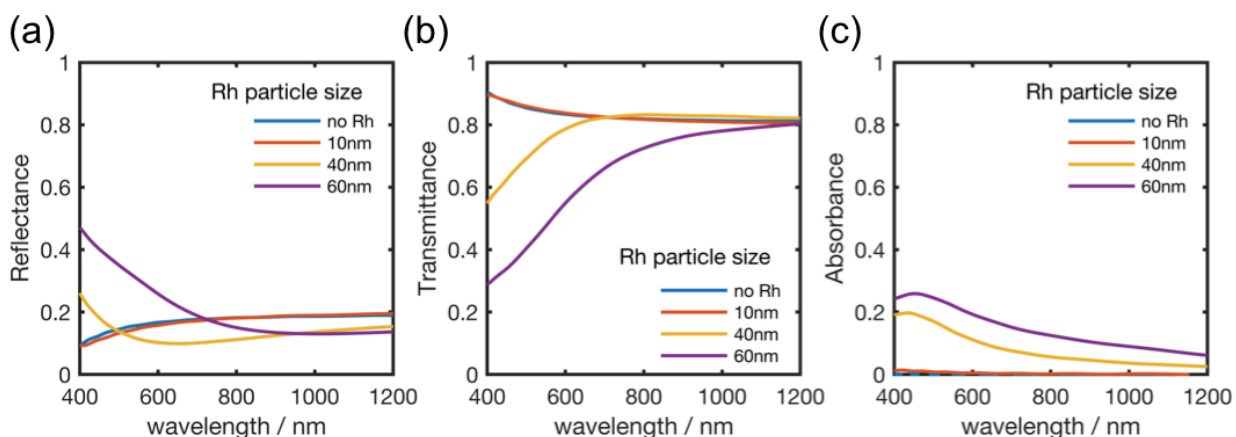 (a)
Reflectance
1
0.8
0.6
0.4
0.2
0
Rh particle size
no Rh
10nm
40nm
60nm
400 600 800 1000 1200
wavelength / nm
(b)
Transmittance
1
0.8
0.6
0.4
0.2
0
Rh particle size
no Rh
10nm
40nm
60nm
400 600 800 1000 1200
wavelength / nm
(c)
Absorbance
1
0.8
0.6
0.4
0.2
0
Rh particle size
no Rh
10nm
40nm
60nm
400 600 800 1000 1200
wavelength / nm